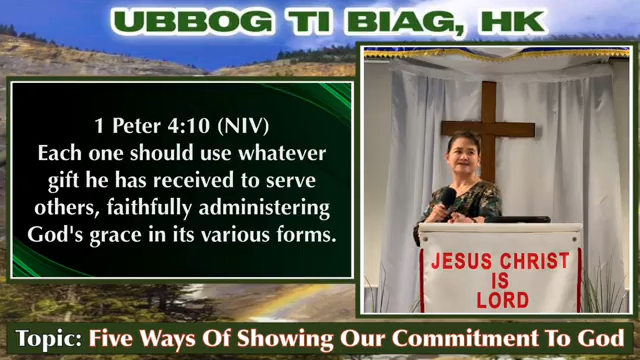 UBBOG TI BIAG, HK
1 Peter 4:10 (NIV)
Each one should use whatever
gift he has received to serve
others, faithfully administering
God's grace in its various forms.
JESUS CHRIST
IS
LORD
Topic: Five Ways Of Showing Our Commitment To God